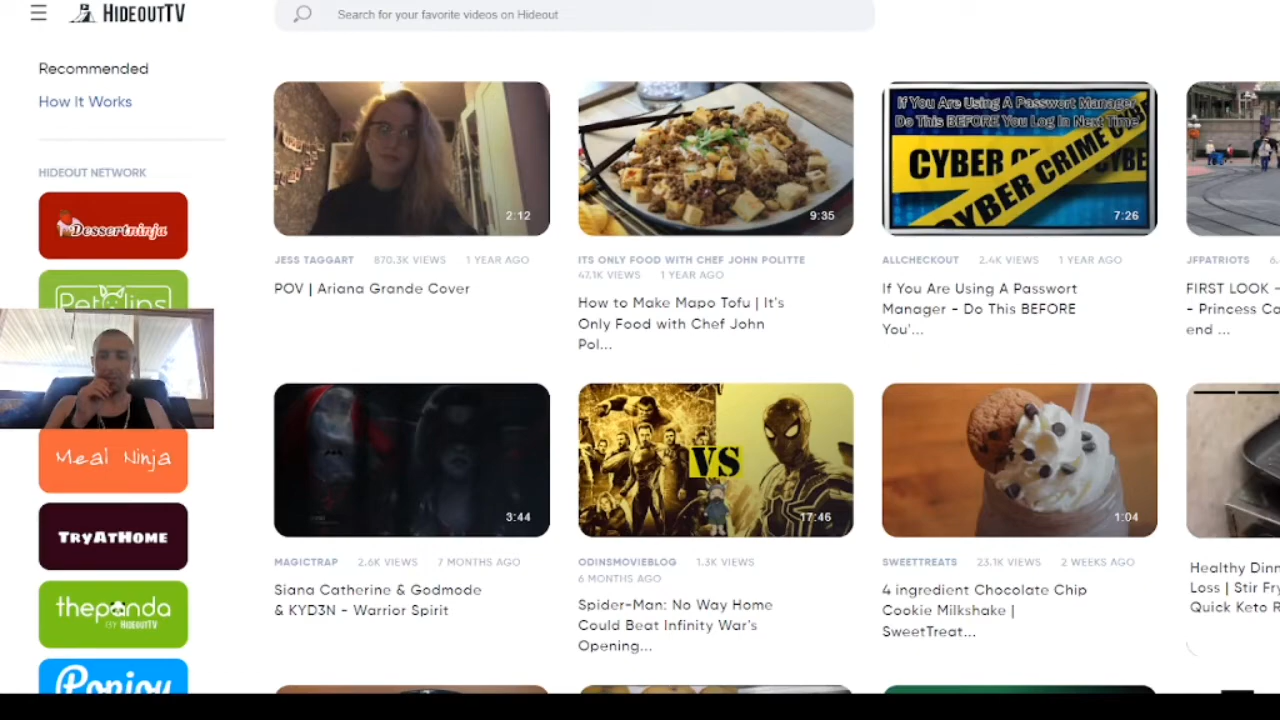 HIDEOUTTV
Search for your favorite videos on Hideout
Recommended
How It Works
HIDEOUT NETWORK
Dessertninja
Meal Ninja
TRYATHOME
thepanda
BY HIDEOUTTV
Popjoy
2:12
JESS TAGGART 870.3K VIEWS 1 YEAR AGO
POV | Ariana Grande Cover
9:35
ITS ONLY FOOD WITH CHEF JOHN POLITTE
47.1K VIEWS 1 YEAR AGO
How to Make Mapo Tofu | It's
Only Food with Chef John
Pol...
If You Are Using A Passwort Manager
Do This BEFORE You Log In Next Time
CYBER
CYBER CRIME
7:26
ALLCHECKOUT 2.4K VIEWS 1 YEAR AGO
If You Are Using A Passwort
Manager - Do This BEFORE
You'...
JFPATRIOTS
FIRST LOOK -
- Princess
end ...
3:44
MAGICTRAP 2.6K VIEWS 7 MONTHS AGO
Siana Catherine & Godmode
& KYD3N - Warrior Spirit
VS
17:46
ODINSMOVIEBLOG 1.3K VIEWS
6 MONTHS AGO
Spider-Man: No Way Home
Could Beat Infinity War's
Opening...
1:04
SWEETTREATS 23.1K VIEWS 2 WEEKS AGO
4 ingredient Chocolate Chip
Cookie Milkshake |
SweetTreat...
Healthy
Loss | Stir
Quick Keto